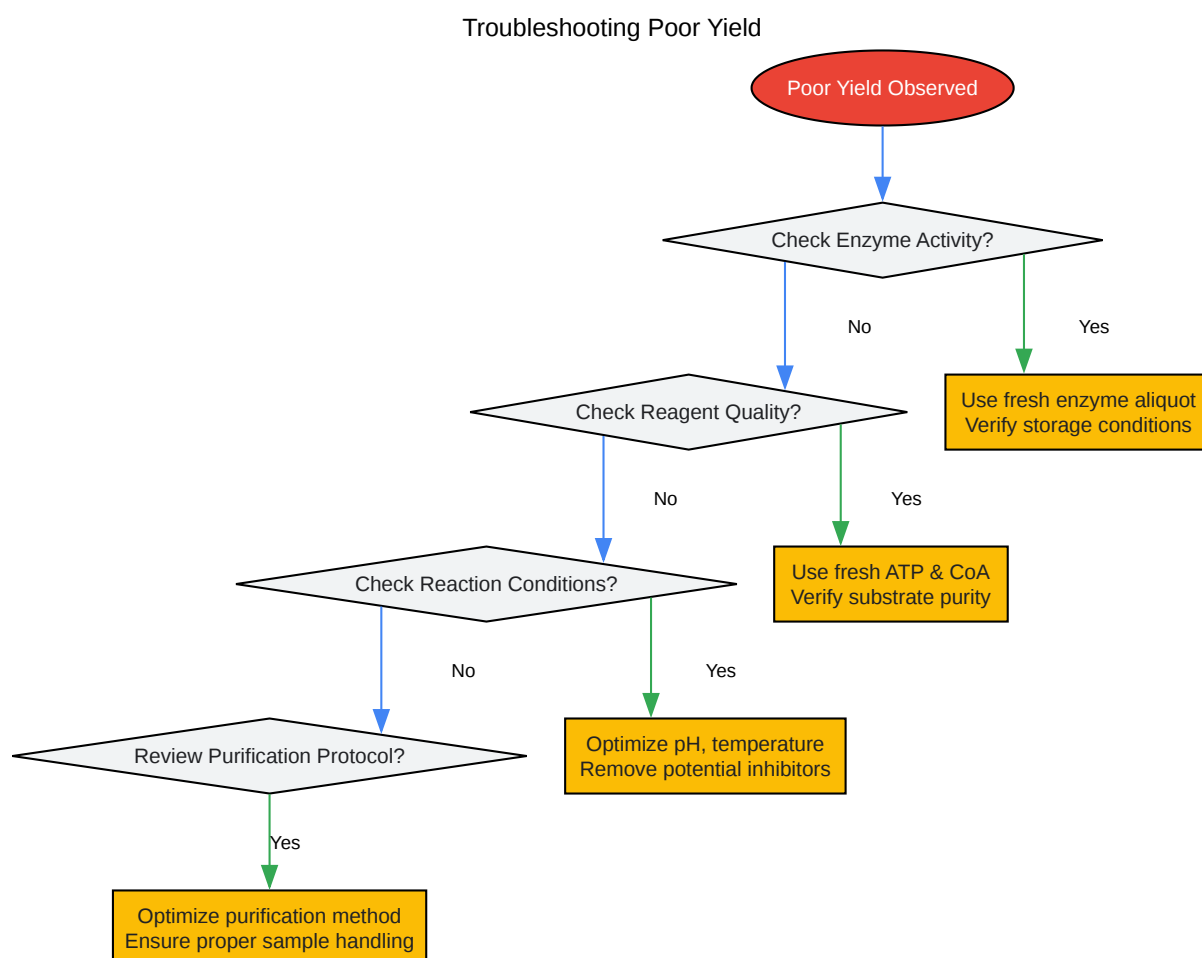 Troubleshooting Poor Yield
Poor Yield Observed
Check Enzyme Activity?
No
Yes
Check Reagent Quality?
Use fresh enzyme aliquot
Verify storage conditions
No
Yes
Check Reaction Conditions?
Use fresh ATP & CoA
Verify substrate purity
No
Yes
Review Purification Protocol?
Optimize pH, temperature
Remove potential inhibitors
Yes
Optimize purification method
Ensure proper sample handling